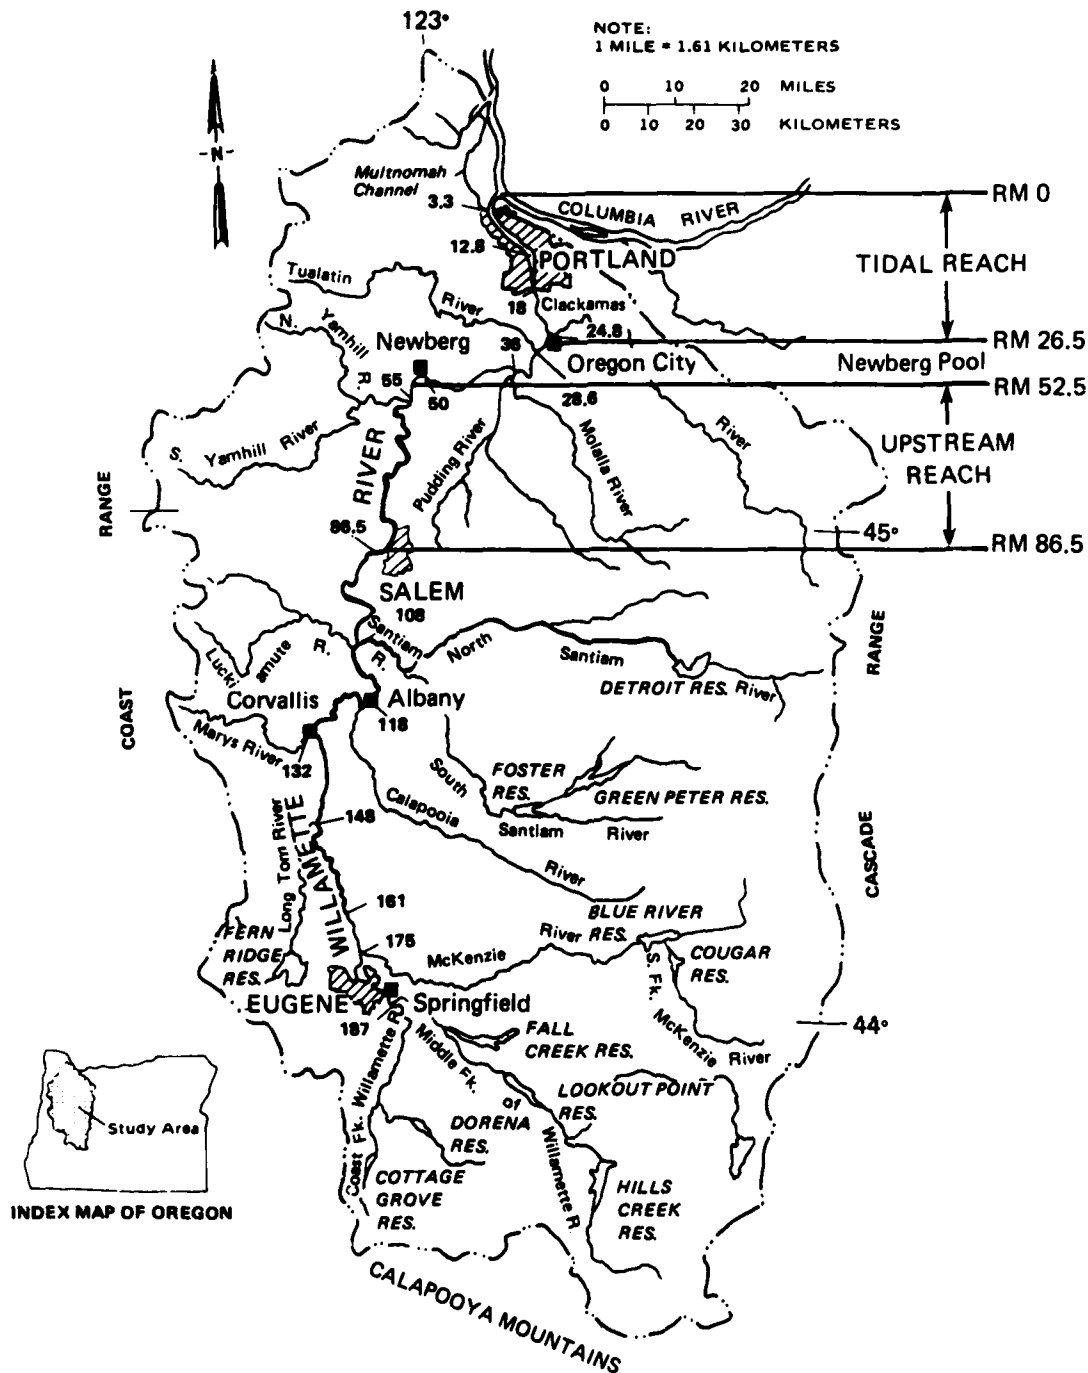 123°
NOTE:
1 MILE = 1.61 KILOMETERS
0 10 20 MILES
0 10 20 30 KILOMETERS
N
Multnomah
Channel
3.3
COLUMBIA RIVER
RM 0
12.8
PORTLAND
TIDAL REACH
Tualatin
River
18
Clackamas
24.8
RM 26.5
N.
Yamhill
R.
Newberg
36
Oregon City
Newberg Pool
55
50
28.6
RM 52.5
S. Yamhill River
RIVER
Pudding River
Molalla River
River
UPSTREAM
REACH
RANGE
86.5
45°
RM 86.5
SALEM
108
Santiam
R.
North
Santiam
River
DETROIT RES.
RANGE
Lucki
amute
R.
Corvallis
Albany
118
COAST
Marys River
132
South
FOSTER
RES.
GREEN PETER RES.
Calapooia
Santiam
River
148
Long Tom River
WILLAMETTE
River
CASCADE
161
BLUE RIVER
RES.
FERN
RIDGE
RES.
175
McKenzie
River
COUGAR
RES.
S. Fk.
McKenzie
River
EUGENE
Springfield
187
44°
FALL
CREEK RES.
Middle Fk.
of
Willamette R.
LOOKOUT POINT
RES.
Coast Fk. Willamette R.
DORENA
RES.
Study Area
INDEX MAP OF OREGON
COTTAGE
GROVE
RES.
HILLS
CREEK
RES.
CALAPOOYA MOUNTAINS